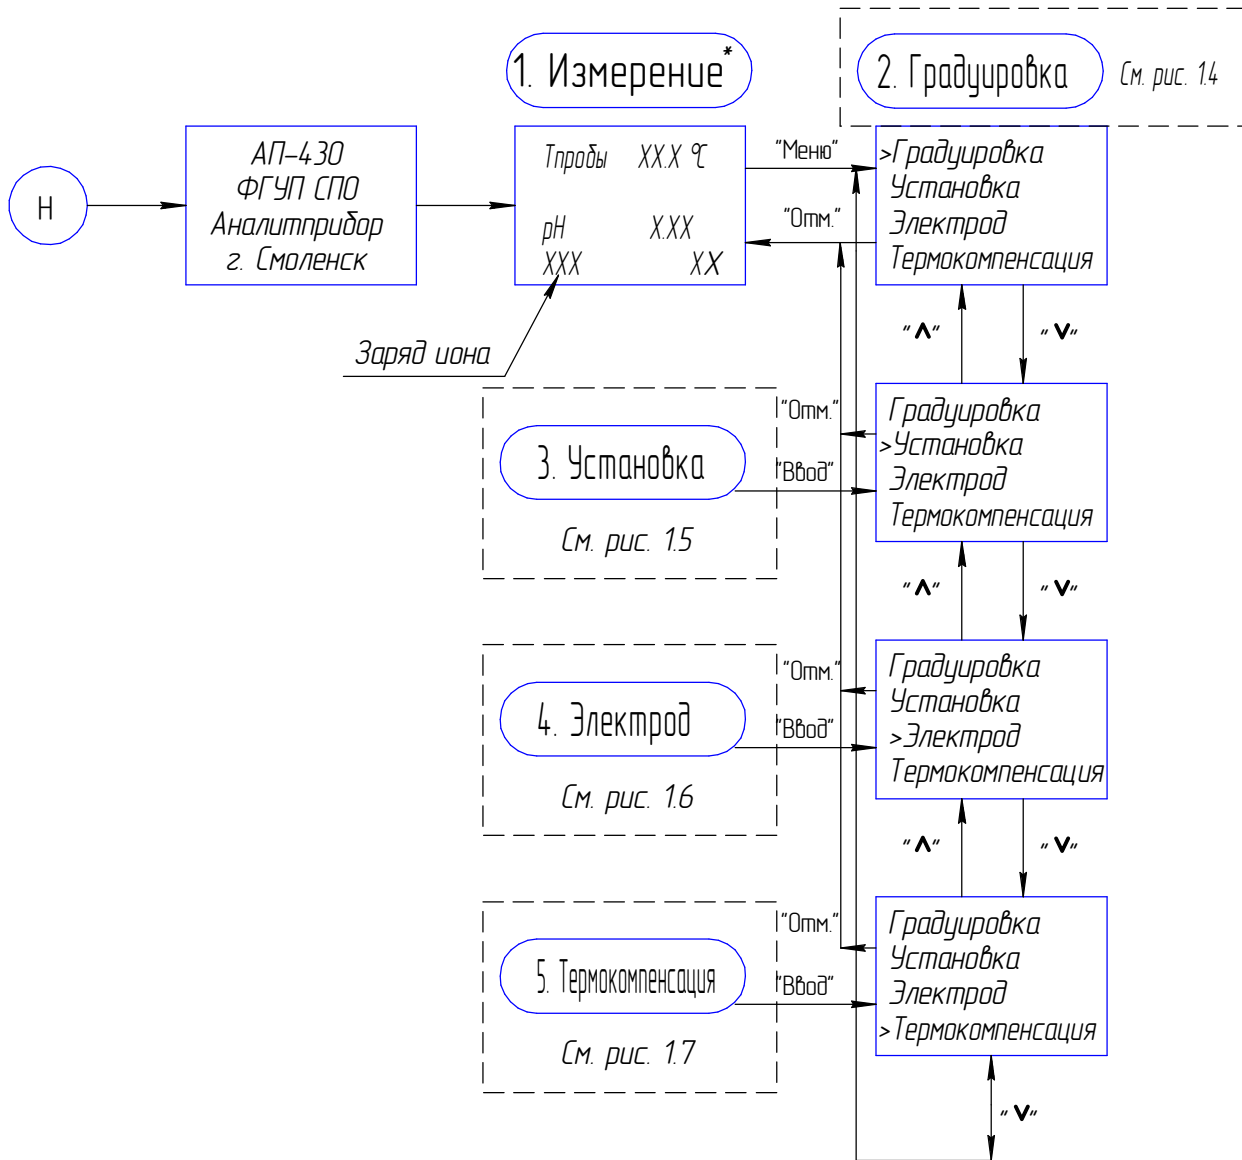 1. Измерение*
2. Градуировка
См. рис. 1.4
Н
АП-430
ФГУП СПО
Аналитприбор
г. Смоленск
Тпробы XX.X °С
pH X.XX
XXX XX
Заряд иона
"Меню"
"Отм."
>Градуировка
Установка
Электрод
Термокомпенсация
"Λ"
"V"
3. Установка
См. рис. 1.5
"Отм."
"Ввод"
Градуировка
>Установка
Электрод
Термокомпенсация
"Λ"
"V"
4. Электрод
См. рис. 1.6
"Отм."
"Ввод"
Градуировка
Установка
>Электрод
Термокомпенсация
"Λ"
"V"
5. Термокомпенсация
См. рис. 1.7
"Отм."
"Ввод"
Градуировка
Установка
Электрод
>Термокомпенсация
"V"